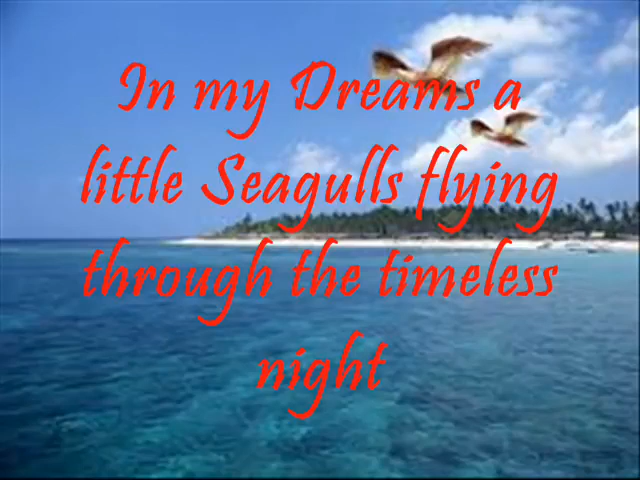 In my Dreams a
little Seagulls flying
through the timeless
night